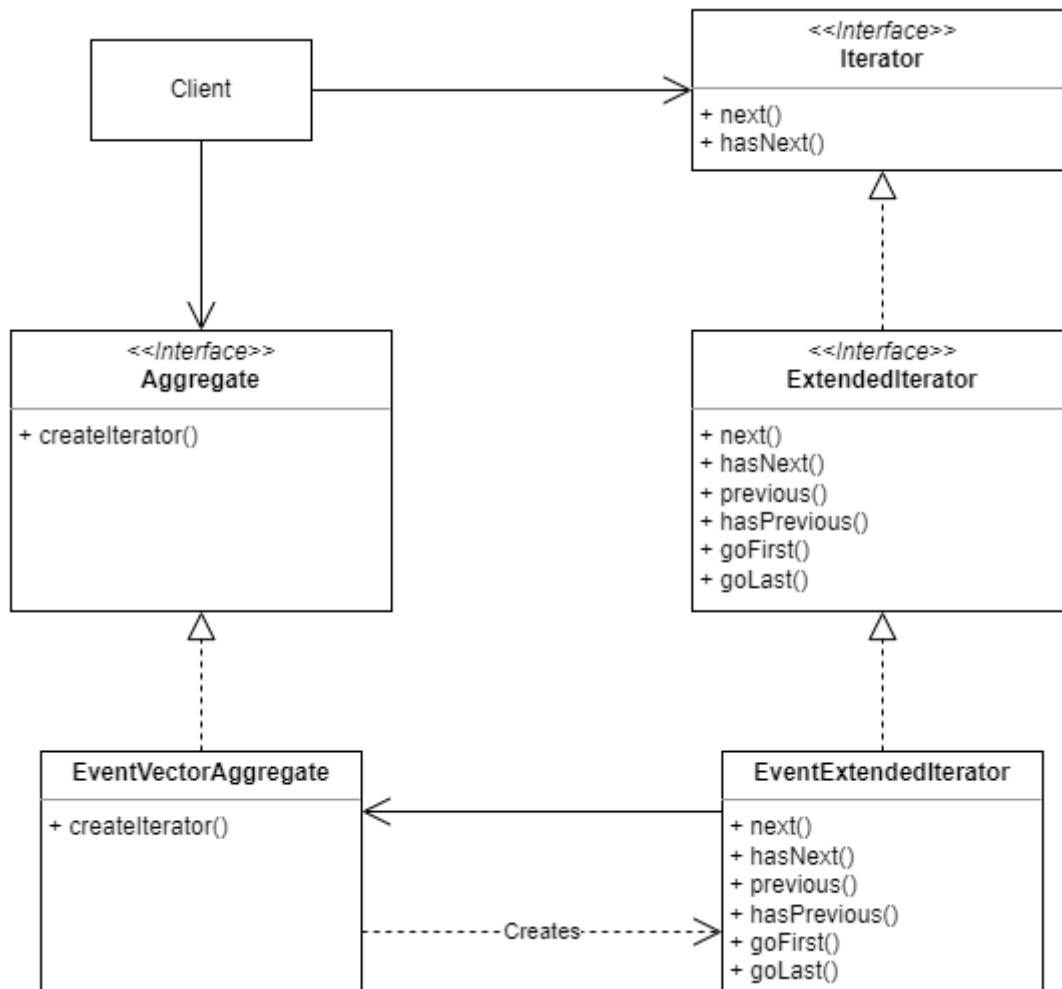 Client
<<Interface>>
Iterator
+ next()
+ hasNext()
<<Interface>>
Aggregate
+ createIterator()
<<Interface>>
ExtendedIterator
+ next()
+ hasNext()
+ previous()
+ hasPrevious()
+ goFirst()
+ goLast()
EventVectorAggregate
+ createIterator()
Creates
EventExtendedIterator
+ next()
+ hasNext()
+ previous()
+ hasPrevious()
+ goFirst()
+ goLast()